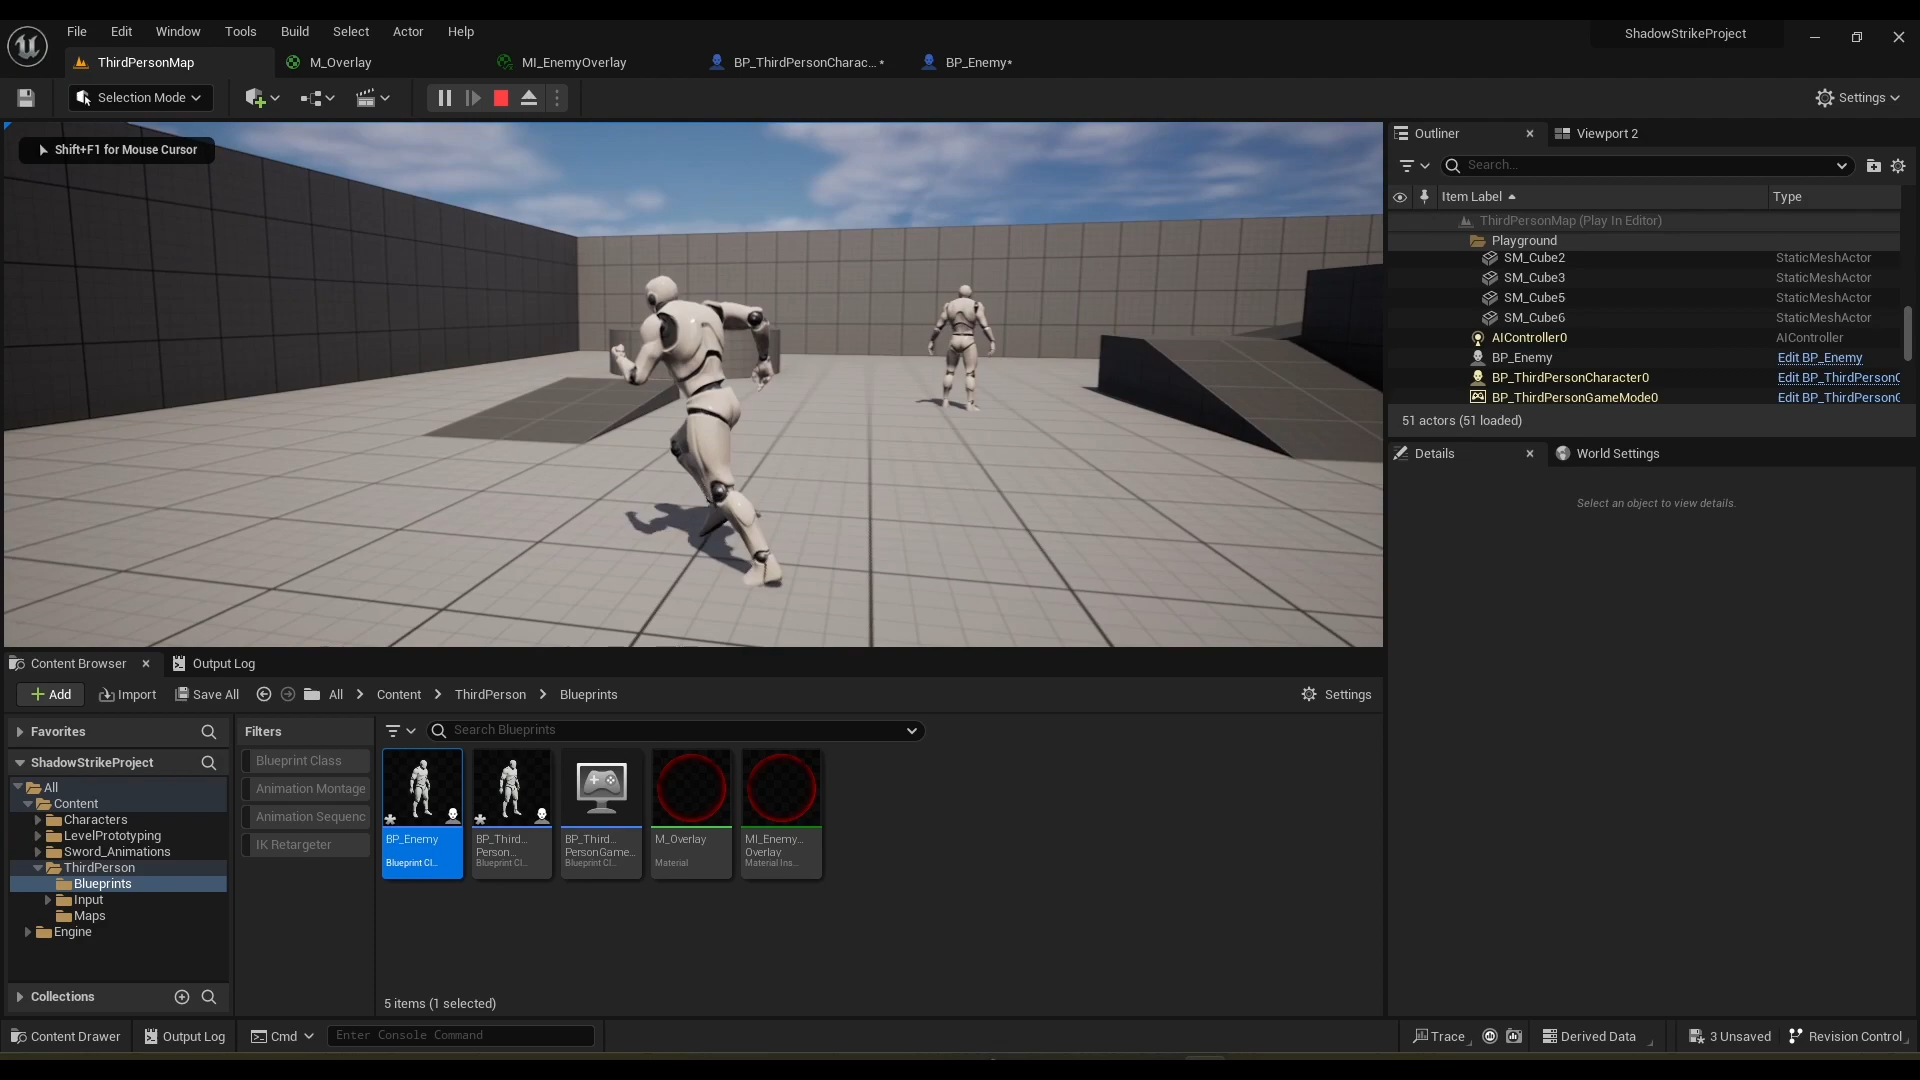 File Edit Window Tools Build Select Actor Help
ShadowStrikeProject
ThirdPersonMap
M_Overlay
MI_EnemyOverlay
BP_ThirdPersonCharac...*
BP_Enemy*
Selection Mode
Settings
Shift+F1 for Mouse Cursor
Outliner
Viewport 2
Search...
Item Label Type
ThirdPersonMap (Play In Editor)
Playground
SM_Cube2 StaticMeshActor
SM_Cube3 StaticMeshActor
SM_Cube5 StaticMeshActor
SM_Cube6 StaticMeshActor
AIController0 AIController
BP_Enemy Edit BP_Enemy
BP_ThirdPersonCharacter0 Edit BP_ThirdPersonC
BP_ThirdPersonGameMode0 Edit BP_ThirdPersonG
51 actors (51 loaded)
Details
World Settings
Select an object to view details.
Content Browser
Output Log
Add Import Save All All > Content > ThirdPerson > Blueprints
Settings
Favorites
ShadowStrikeProject
All
Content
Characters
LevelPrototyping
Sword_Animations
ThirdPerson
Blueprints
Input
Maps
Engine
Collections
Filters
Blueprint Class
Animation Montage
Animation Sequenc
IK Retargeter
Search Blueprints
BP_Enemy
Blueprint Cl...
BP_Third...
Person...
Blueprint Cl...
BP_Third...
PersonGame...
Blueprint Cl...
M_Overlay
Material
MI_Enemy...
Overlay
Material Ins...
5 items (1 selected)
Content Drawer
Output Log
Cmd
Enter Console Command
Trace
Derived Data
3 Unsaved
Revision Control